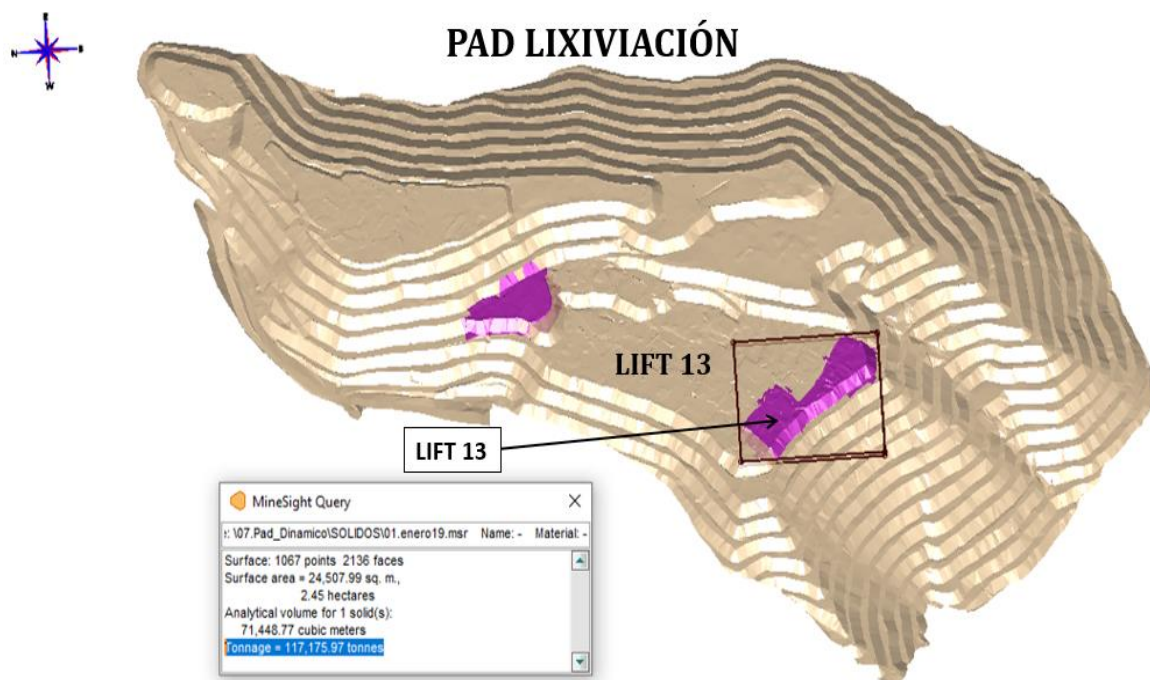 PAD LIXIVIACIÓN
E
N
S
W
LIFT 13
LIFT 13
MineSight Query
: \07.Pad_Dinamico\SOLIDOS\01.enero19.msr Name: - Material: -
Surface: 1067 points 2136 faces
Surface area = 24,507.99 sq. m.,
2.45 hectares
Analytical volume for 1 solid(s):
71,448.77 cubic meters
Tonnage = 117,175.97 tonnes